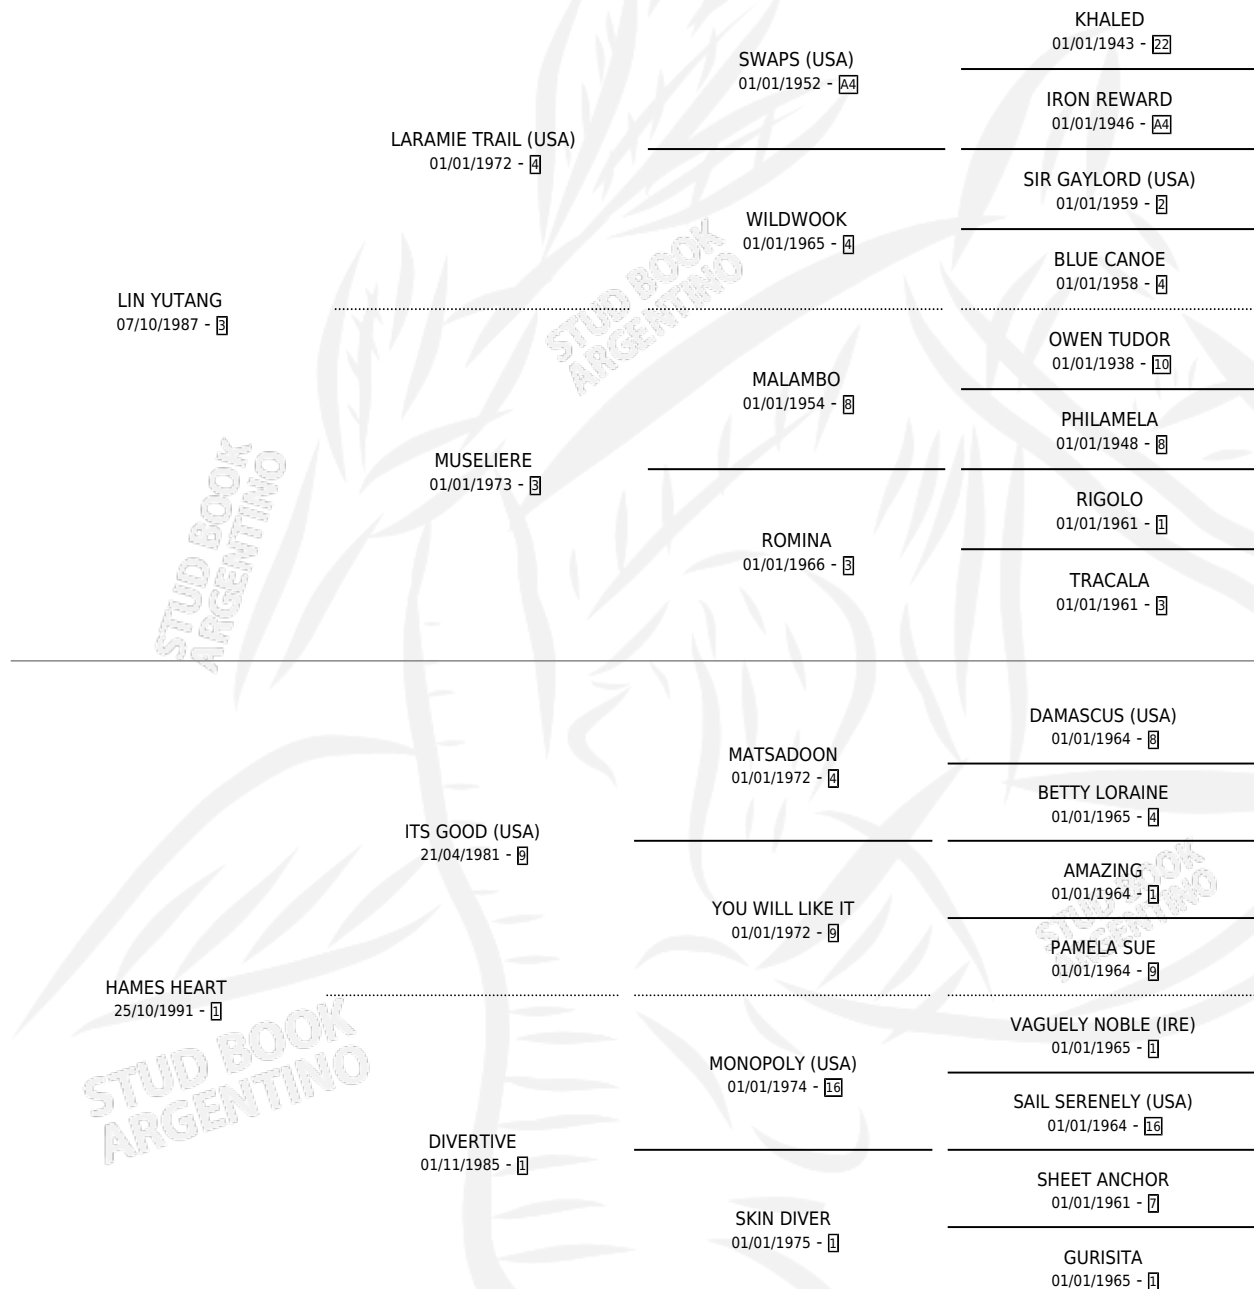 KHALED
01/01/1943 - 22
SWAPS (USA)
01/01/1952 - A4
IRON REWARD
01/01/1946 - A4
LARAMIE TRAIL (USA)
01/01/1972 - 4
SIR GAYLORD (USA)
01/01/1959 - 2
WILDWOOK
01/01/1965 - 4
BLUE CANOE
01/01/1958 - 4
LIN YUTANG
07/10/1987 - 3
STUD BOOK
ARGENTINO
OWEN TUDOR
01/01/1938 - 10
MALAMBO
01/01/1954 - 8
PHILAMELA
01/01/1948 - 8
MUSELIERE
01/01/1973 - 3
RIGOLO
01/01/1961 - 1
ROMINA
01/01/1966 - 3
TRACALA
01/01/1961 - 3
STUD BOOK
ARGENTINO
DAMASCUS (USA)
01/01/1964 - 8
MATSADOON
01/01/1972 - 4
BETTY LORAINE
01/01/1965 - 4
ITS GOOD (USA)
21/04/1981 - 9
AMAZING
01/01/1964 - 1
YOU WILL LIKE IT
01/01/1972 - 9
PAMELA SUE
01/01/1964 - 9
STUD BOOK
ARGENTINO
HAMES HEART
25/10/1991 - 1
VAGUELY NOBLE (IRE)
01/01/1965 - 1
MONOPOLY (USA)
01/01/1974 - 16
SAIL SERENELY (USA)
01/01/1964 - 16
STUD BOOK
ARGENTINO
DIVERTIVE
01/11/1985 - 1
SHEET ANCHOR
01/01/1961 - 7
SKIN DIVER
01/01/1975 - 1
GURISITA
01/01/1965 - 1